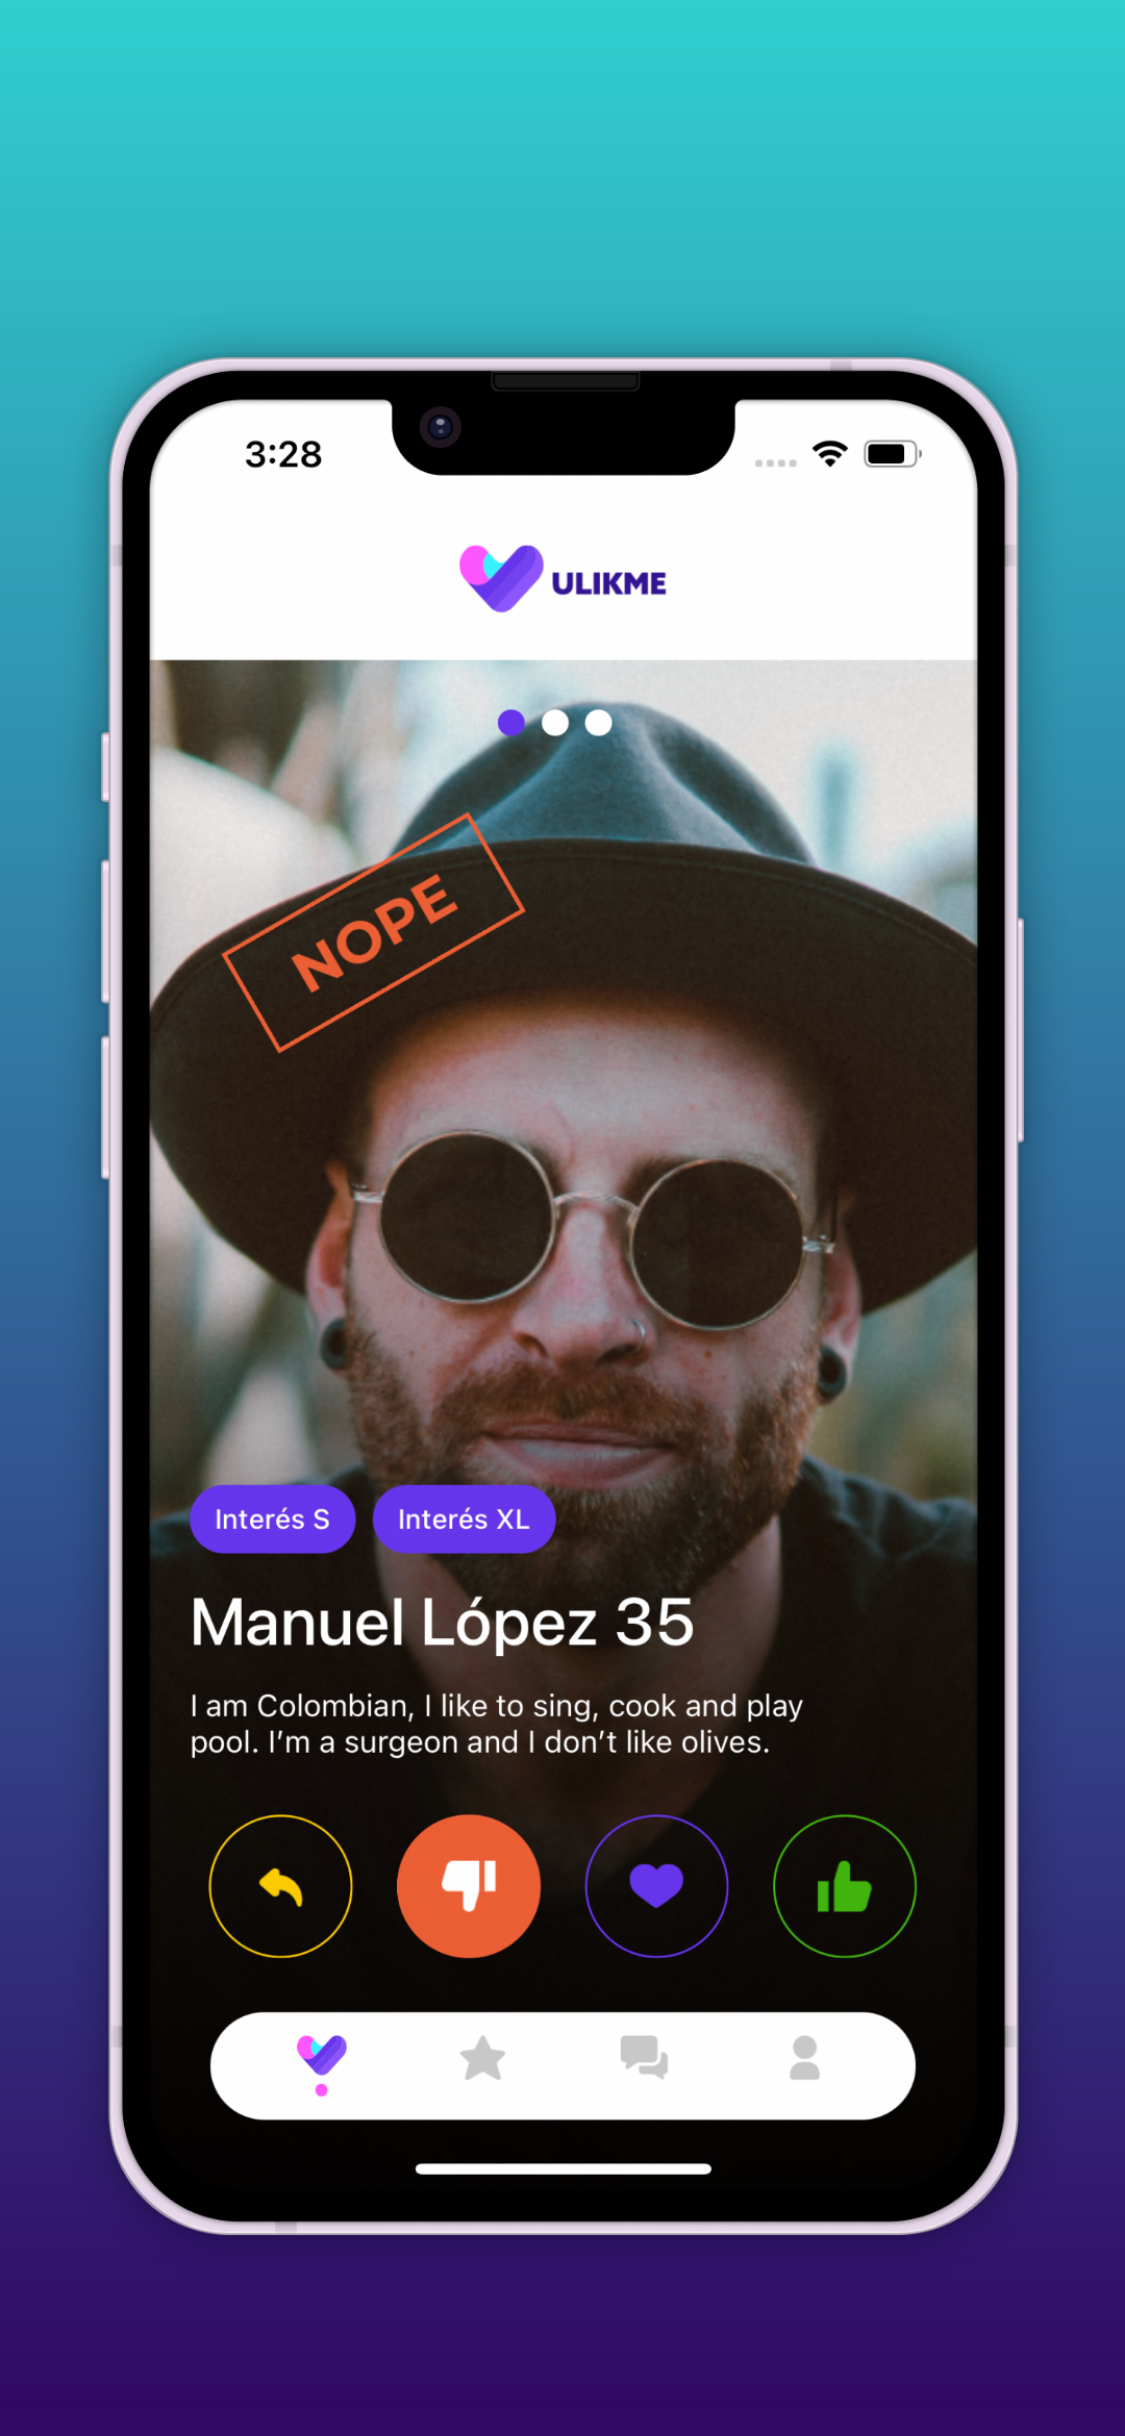 3:28
ULIKME
NOPE
Interés S
Interés XL
Manuel López 35
I am Colombian, I like to sing, cook and play
pool. I’m a surgeon and I don’t like olives.